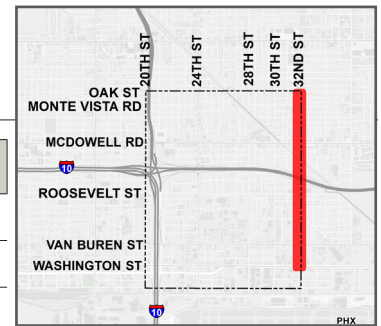 20TH ST
24TH ST
28TH ST
30TH ST
32ND ST
OAK ST
MONTE VISTA RD
MCDOWELL RD
10
ROOSEVELT ST
VAN BUREN ST
WASHINGTON ST
10
PHX